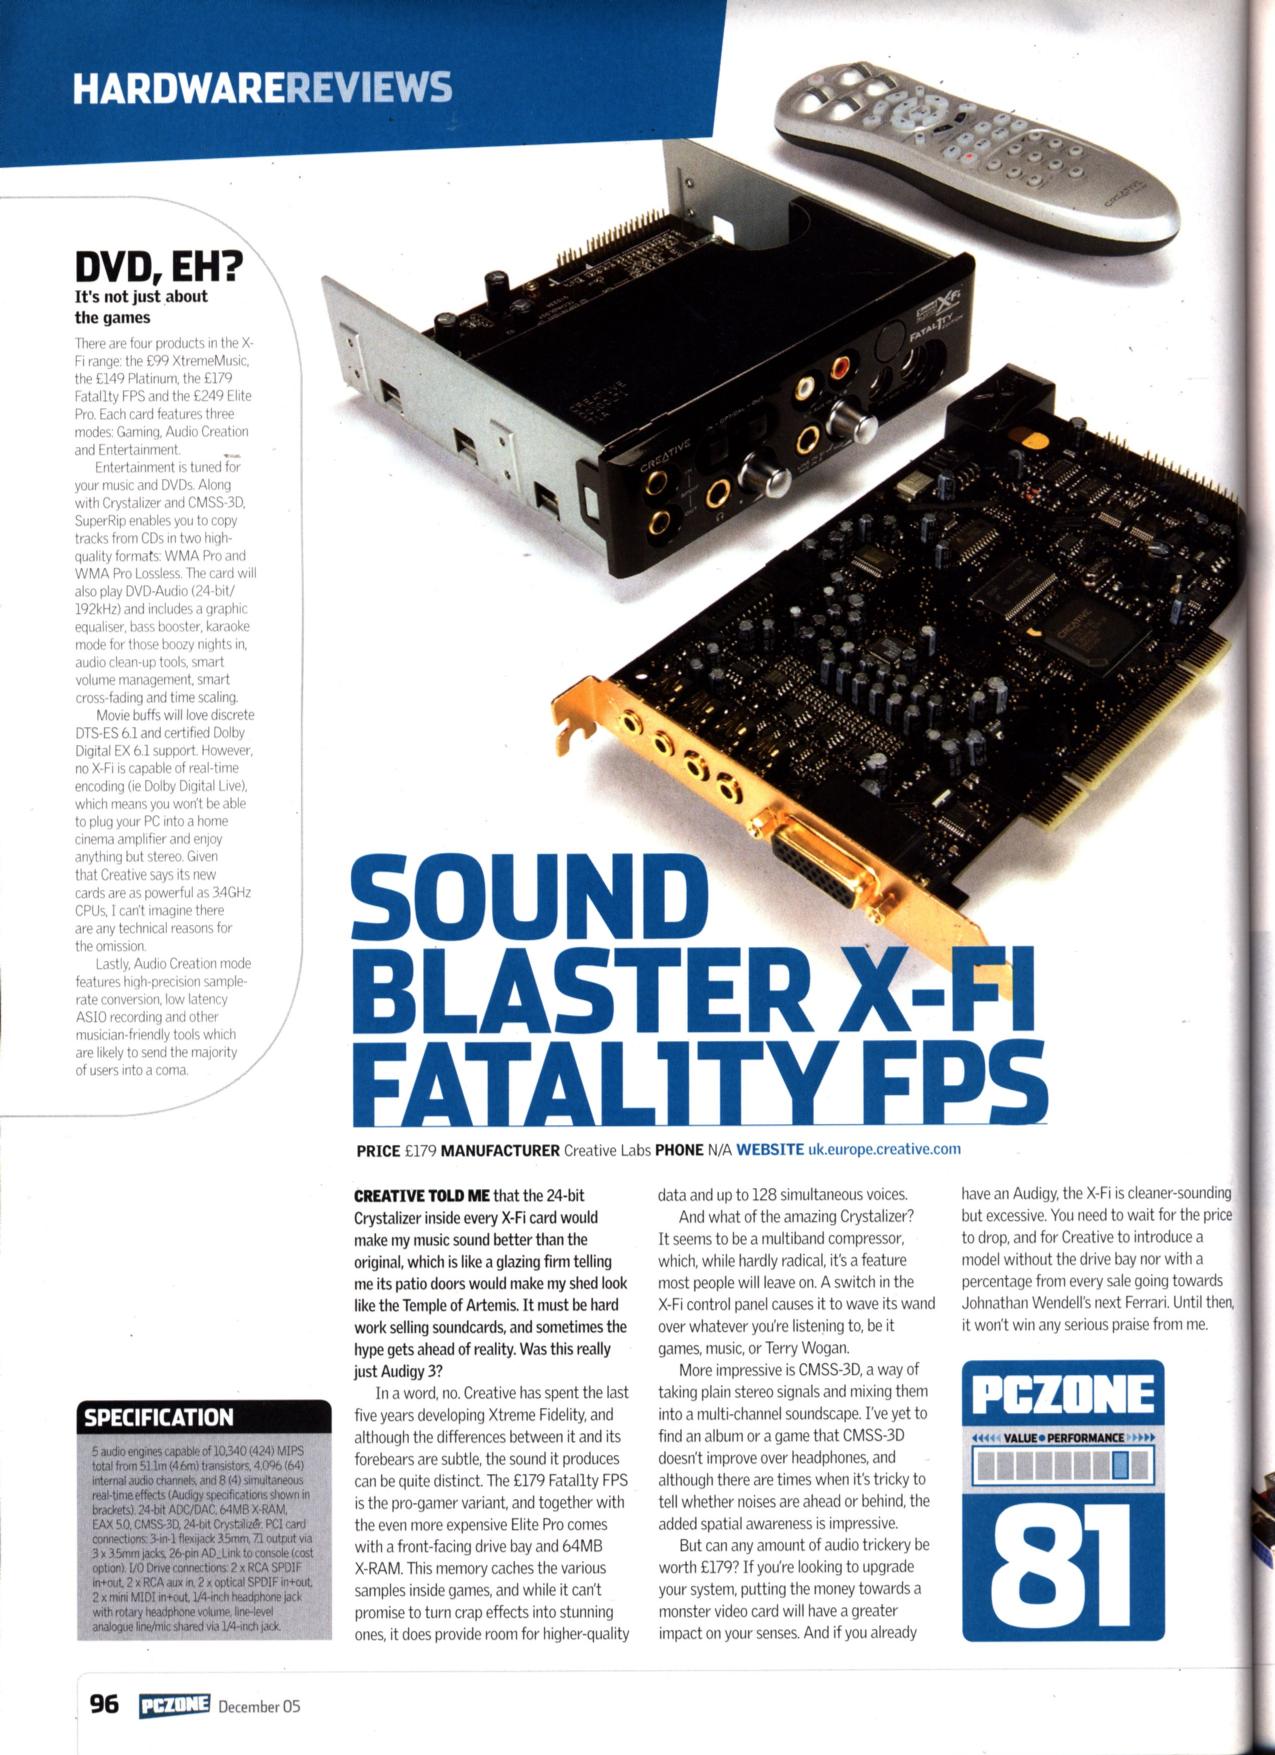 HARDWAREREVIEWS
DVD, EH?
It's not just about
the games
There are four products in the X-
Fi range: the £99 XtremeMusic,
the £149 Platinum, the £179
Fatal1ty FPS and the £249 Elite
Pro. Each card features three
modes: Gaming, Audio Creation
and Entertainment.
Entertainment is tuned for
your music and DVDs. Along
with Crystalizer and CMSS-3D,
SuperRip enables you to copy
tracks from CDs in two high-
quality formats: WMA Pro and
WMA Pro Lossless. The card will
also play DVD-Audio (24-bit/
192kHz) and includes a graphic
equaliser, bass booster, karaoke
mode for those boozy nights in,
audio clean-up tools, smart
volume management, smart
cross-fading and time scaling.
Movie buffs will love discrete
DTS-ES 6.1 and certified Dolby
Digital EX 6.1 support. However,
no X-Fi is capable of real-time
encoding (ie Dolby Digital Live),
which means you won't be able
to plug your PC into a home
cinema amplifier and enjoy
anything but stereo. Given
that Creative says its new
cards are as powerful as 3.4GHz
CPUs, I can't imagine there
are any technical reasons for
the omission.
Lastly, Audio Creation mode
features high-precision sample-
rate conversion, low latency
ASIO recording and other
musician-friendly tools which
are likely to send the majority
of users into a coma.
CREATIVE
X-Fi
FATAL1TY
CREATIVE
CREATIVE
SOUND
BLASTER X-FI
FATAL1TY FPS
PRICE £179 MANUFACTURER Creative Labs PHONE N/A WEBSITE uk.europe.creative.com
CREATIVE TOLD ME that the 24-bit
Crystalizer inside every X-Fi card would
make my music sound better than the
original, which is like a glazing firm telling
me its patio doors would make my shed look
like the Temple of Artemis. It must be hard
work selling soundcards, and sometimes the
hype gets ahead of reality. Was this really
just Audigy 3?
In a word, no. Creative has spent the last
five years developing Xtreme Fidelity, and
although the differences between it and its
forebears are subtle, the sound it produces
can be quite distinct. The £179 Fatal1ty FPS
is the pro-gamer variant, and together with
the even more expensive Elite Pro comes
with a front-facing drive bay and 64MB
X-RAM. This memory caches the various
samples inside games, and while it can't
promise to turn crap effects into stunning
ones, it does provide room for higher-quality
data and up to 128 simultaneous voices.
And what of the amazing Crystalizer?
It seems to be a multiband compressor,
which, while hardly radical, it's a feature
most people will leave on. A switch in the
X-Fi control panel causes it to wave its wand
over whatever you're listening to, be it
games, music, or Terry Wogan.
More impressive is CMSS-3D, a way of
taking plain stereo signals and mixing them
into a multi-channel soundscape. I've yet to
find an album or a game that CMSS-3D
doesn't improve over headphones, and
although there are times when it's tricky to
tell whether noises are ahead or behind, the
added spatial awareness is impressive.
But can any amount of audio trickery be
worth £179? If you're looking to upgrade
your system, putting the money towards a
monster video card will have a greater
impact on your senses. And if you already
have an Audigy, the X-Fi is cleaner-sounding
but excessive. You need to wait for the price
to drop, and for Creative to introduce a
model without the drive bay nor with a
percentage from every sale going towards
Johnathan Wendell's next Ferrari. Until then,
it won't win any serious praise from me.
PCZONE
VALUE PERFORMANCE
81
SPECIFICATION
5 audio engines capable of 10,340 (424) MIPS
total from 51.1m (4.6m) transistors, 4,096 (64)
internal audio channels, and 8 (4) simultaneous
real-time effects (Audigy specifications shown in
brackets). 24-bit ADC/DAC, 64MB X-RAM,
EAX 5.0, CMSS-3D, 24-bit Crystalizer. PCI card
connections: 3-in-1 flexijack 3.5mm, 7.1 output via
3 x 3.5mm jacks, 26-pin AD_Link to console (cost
option). I/O Drive connections: 2 x RCA SPDIF
in+out, 2 x RCA aux in, 2 x optical SPDIF in+out,
2 x mini MIDI in+out, 1/4-inch headphone jack
with rotary headphone volume, line-level
analogue line/mic shared via 1/4-inch jack.
96 PCZONE December 05